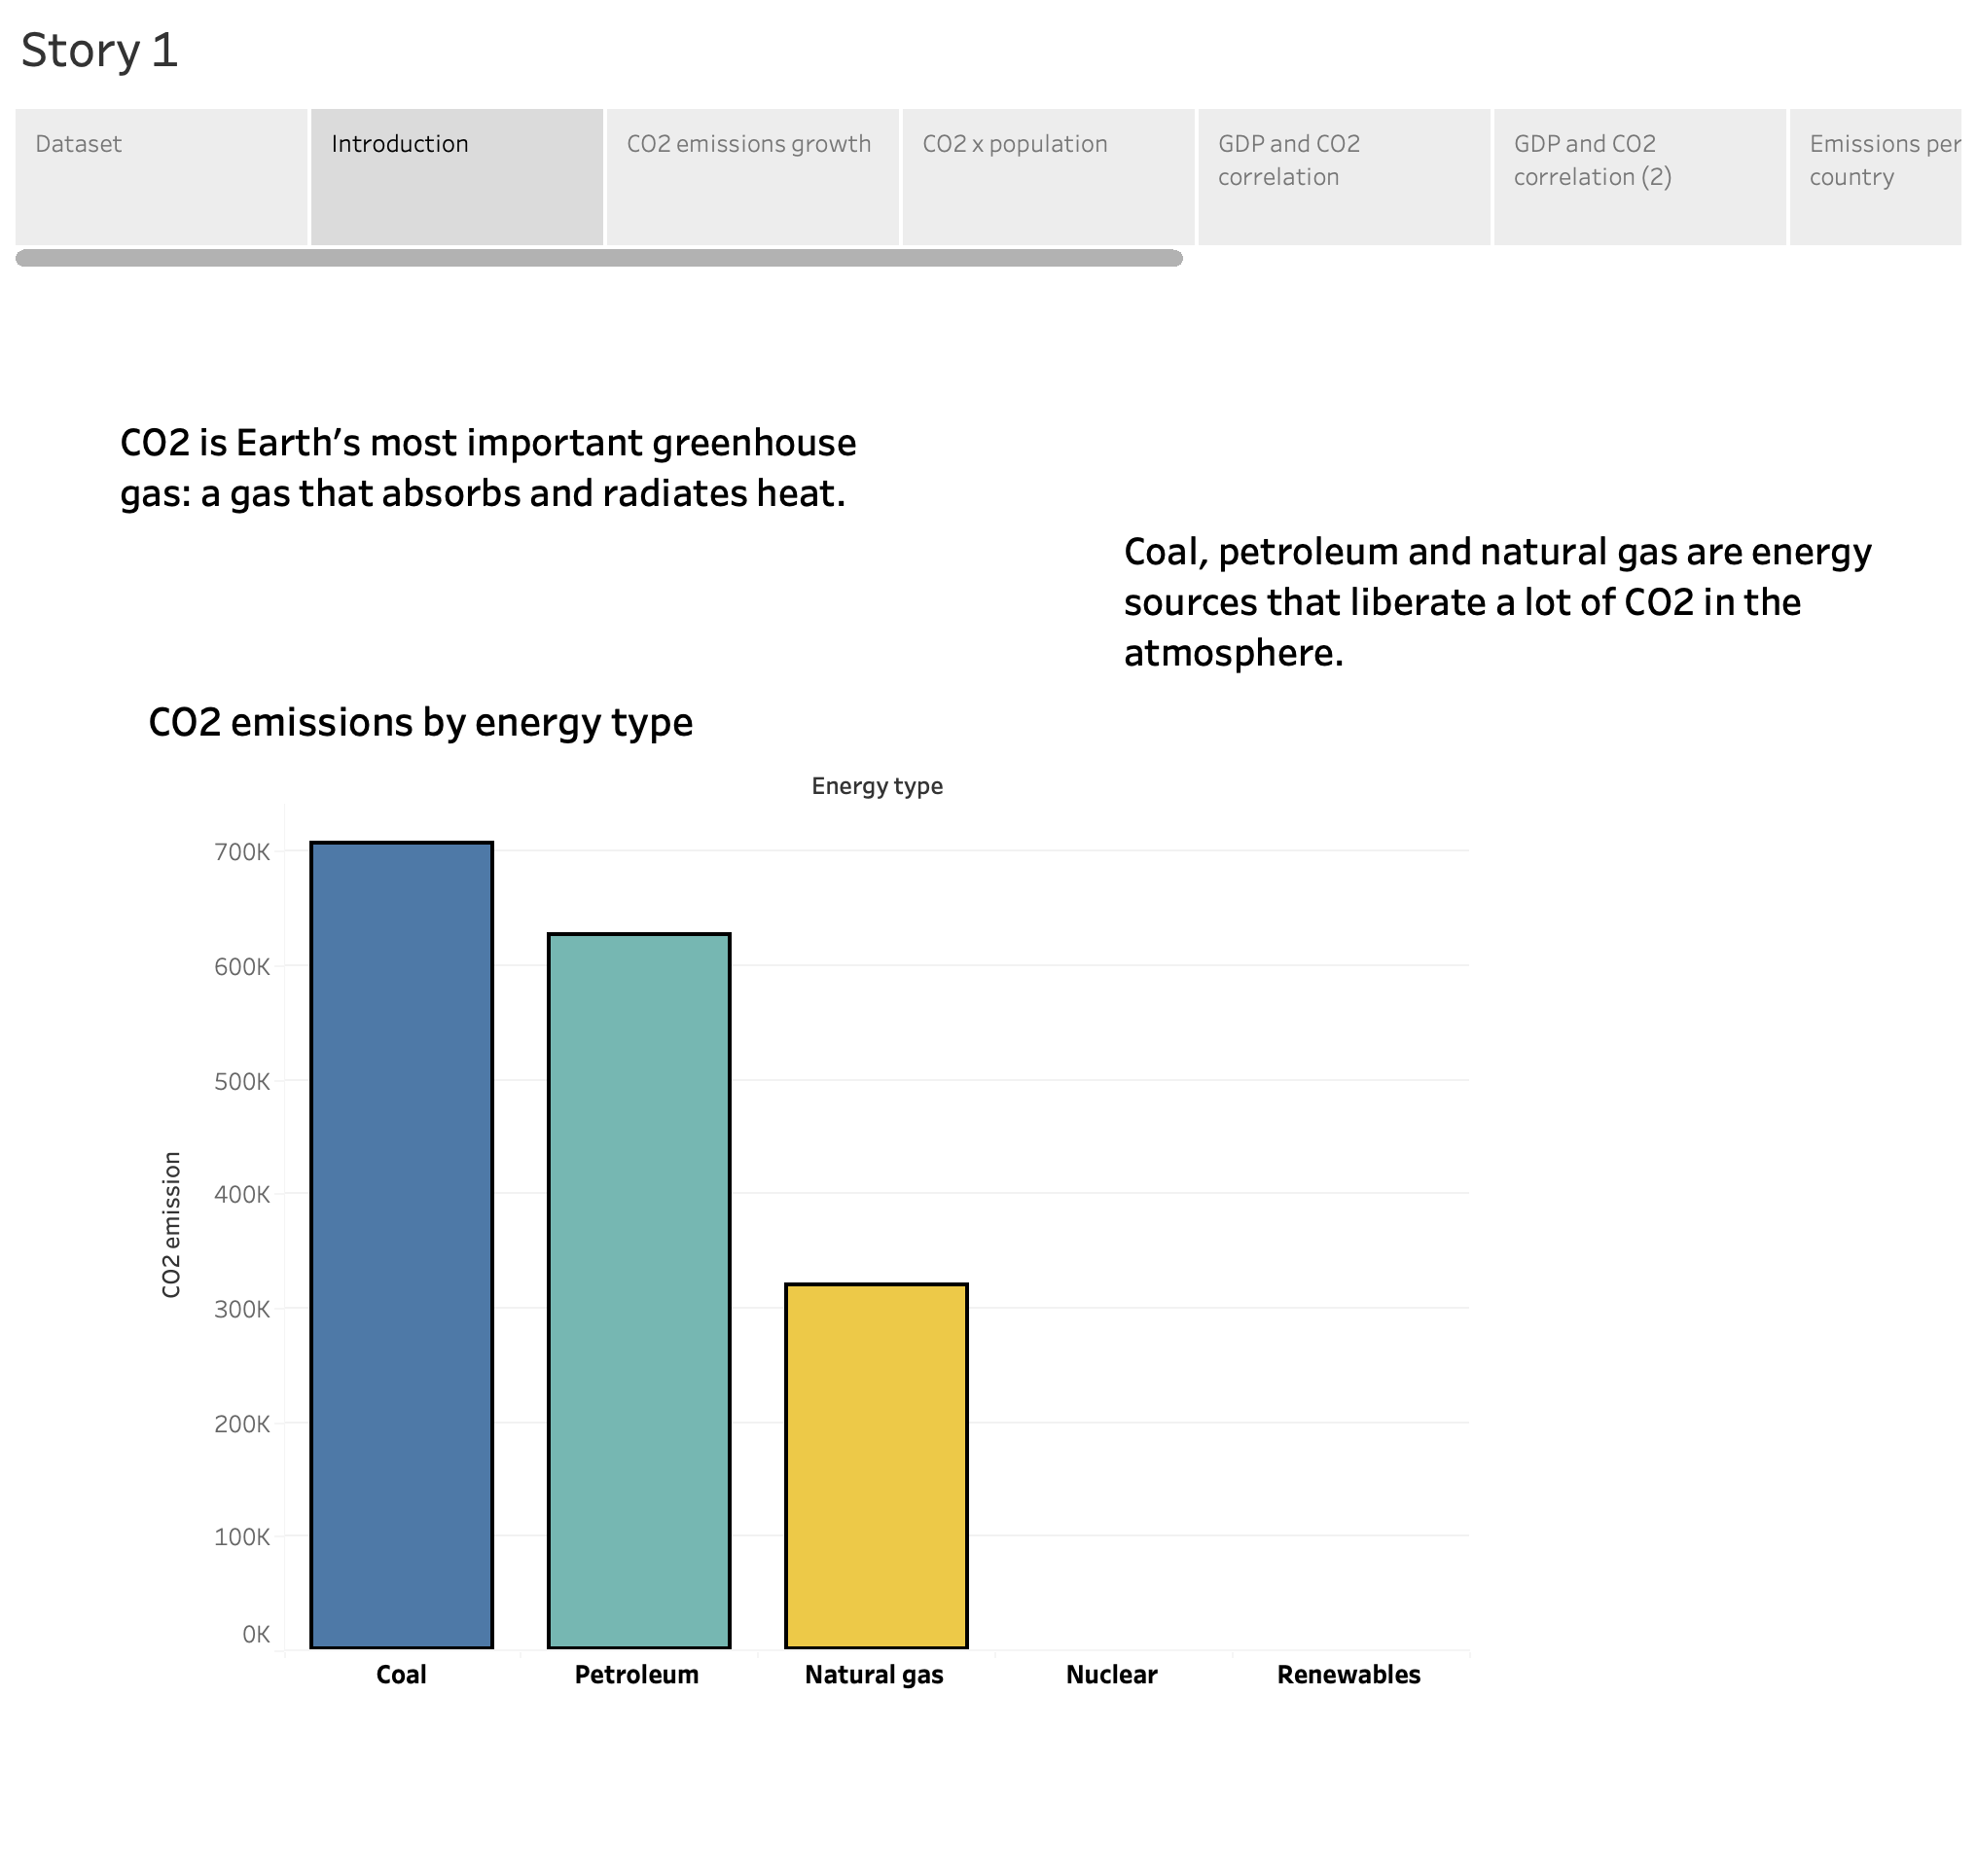 Story 1
Dataset
Introduction
CO2 emissions growth
CO2 x population
GDP and CO2
correlation
GDP and CO2
correlation (2)
Emissions per
country
CO2 is Earth's most important greenhouse
gas: a gas that absorbs and radiates heat.
Coal, petroleum and natural gas are energy
sources that liberate a lot of CO2 in the
atmosphere.
CO2 emissions by energy type
Energy type
700K
600K
500K
400K
300K
200K
100K
0K
CO2 emission
Coal
Petroleum
Natural gas
Nuclear
Renewables